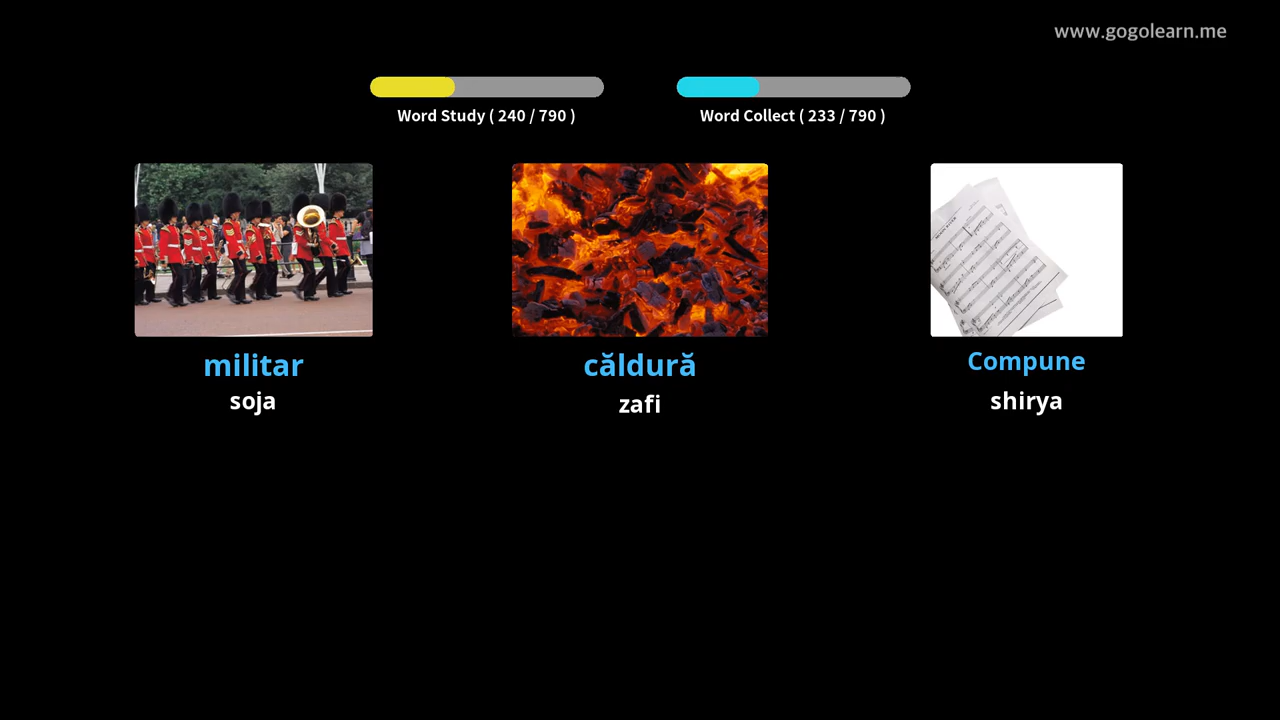 www.gogolearn.me
Word Study ( 240 / 790 )
Word Collect ( 233 / 790 )
militar
căldură
Compune
soja
zafi
shirya